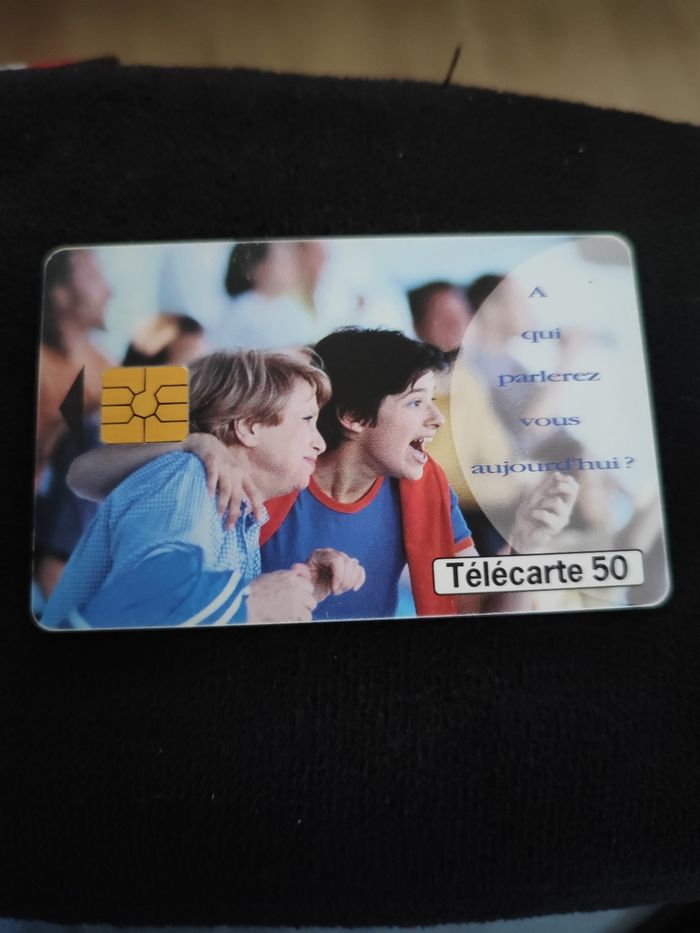 A
qui
parlerez
vous
aujourd'hui ?
Télécarte 50